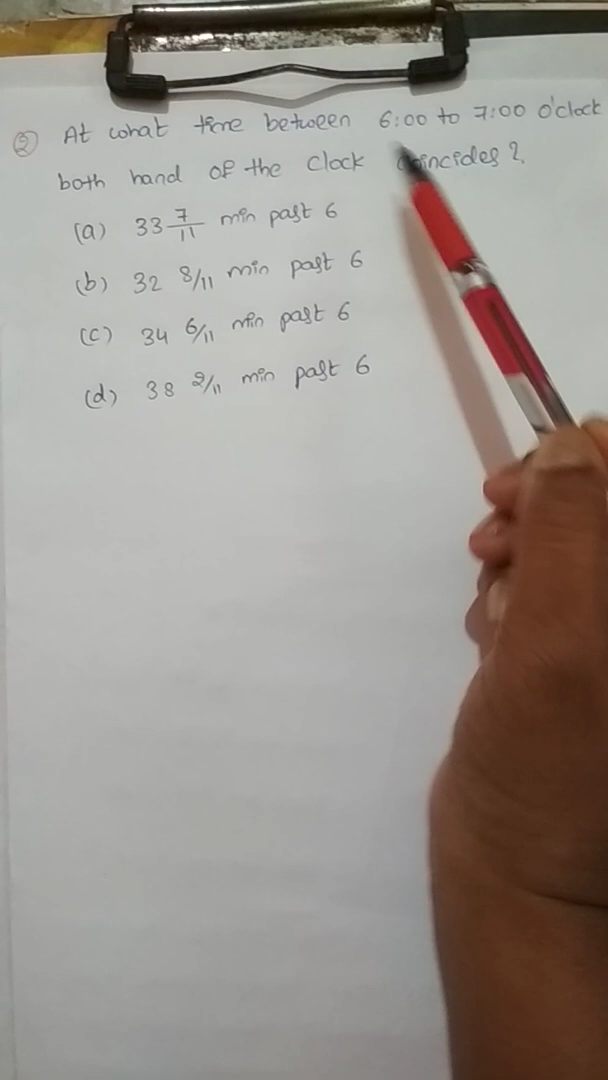 ② At what time between 6:00 to 7:00 O'clock
both hand of the Clock Coincides?
(a) 33 7/11 min past 6
(b) 32 8/11 min past 6
(c) 34 6/11 min past 6
(d) 38 2/11 min past 6